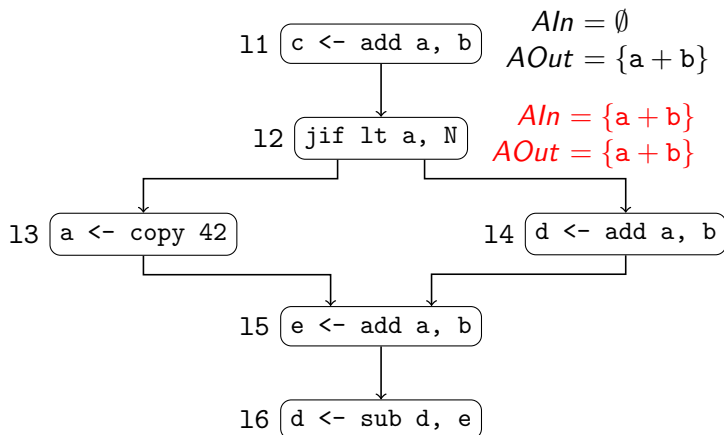 l1 c <- add a, b
AIn = ∅
AOut = {a + b}
l2 jif lt a, N
AIn = {a + b}
AOut = {a + b}
l3 a <- copy 42
l4 d <- add a, b
l5 e <- add a, b
l6 d <- sub d, e